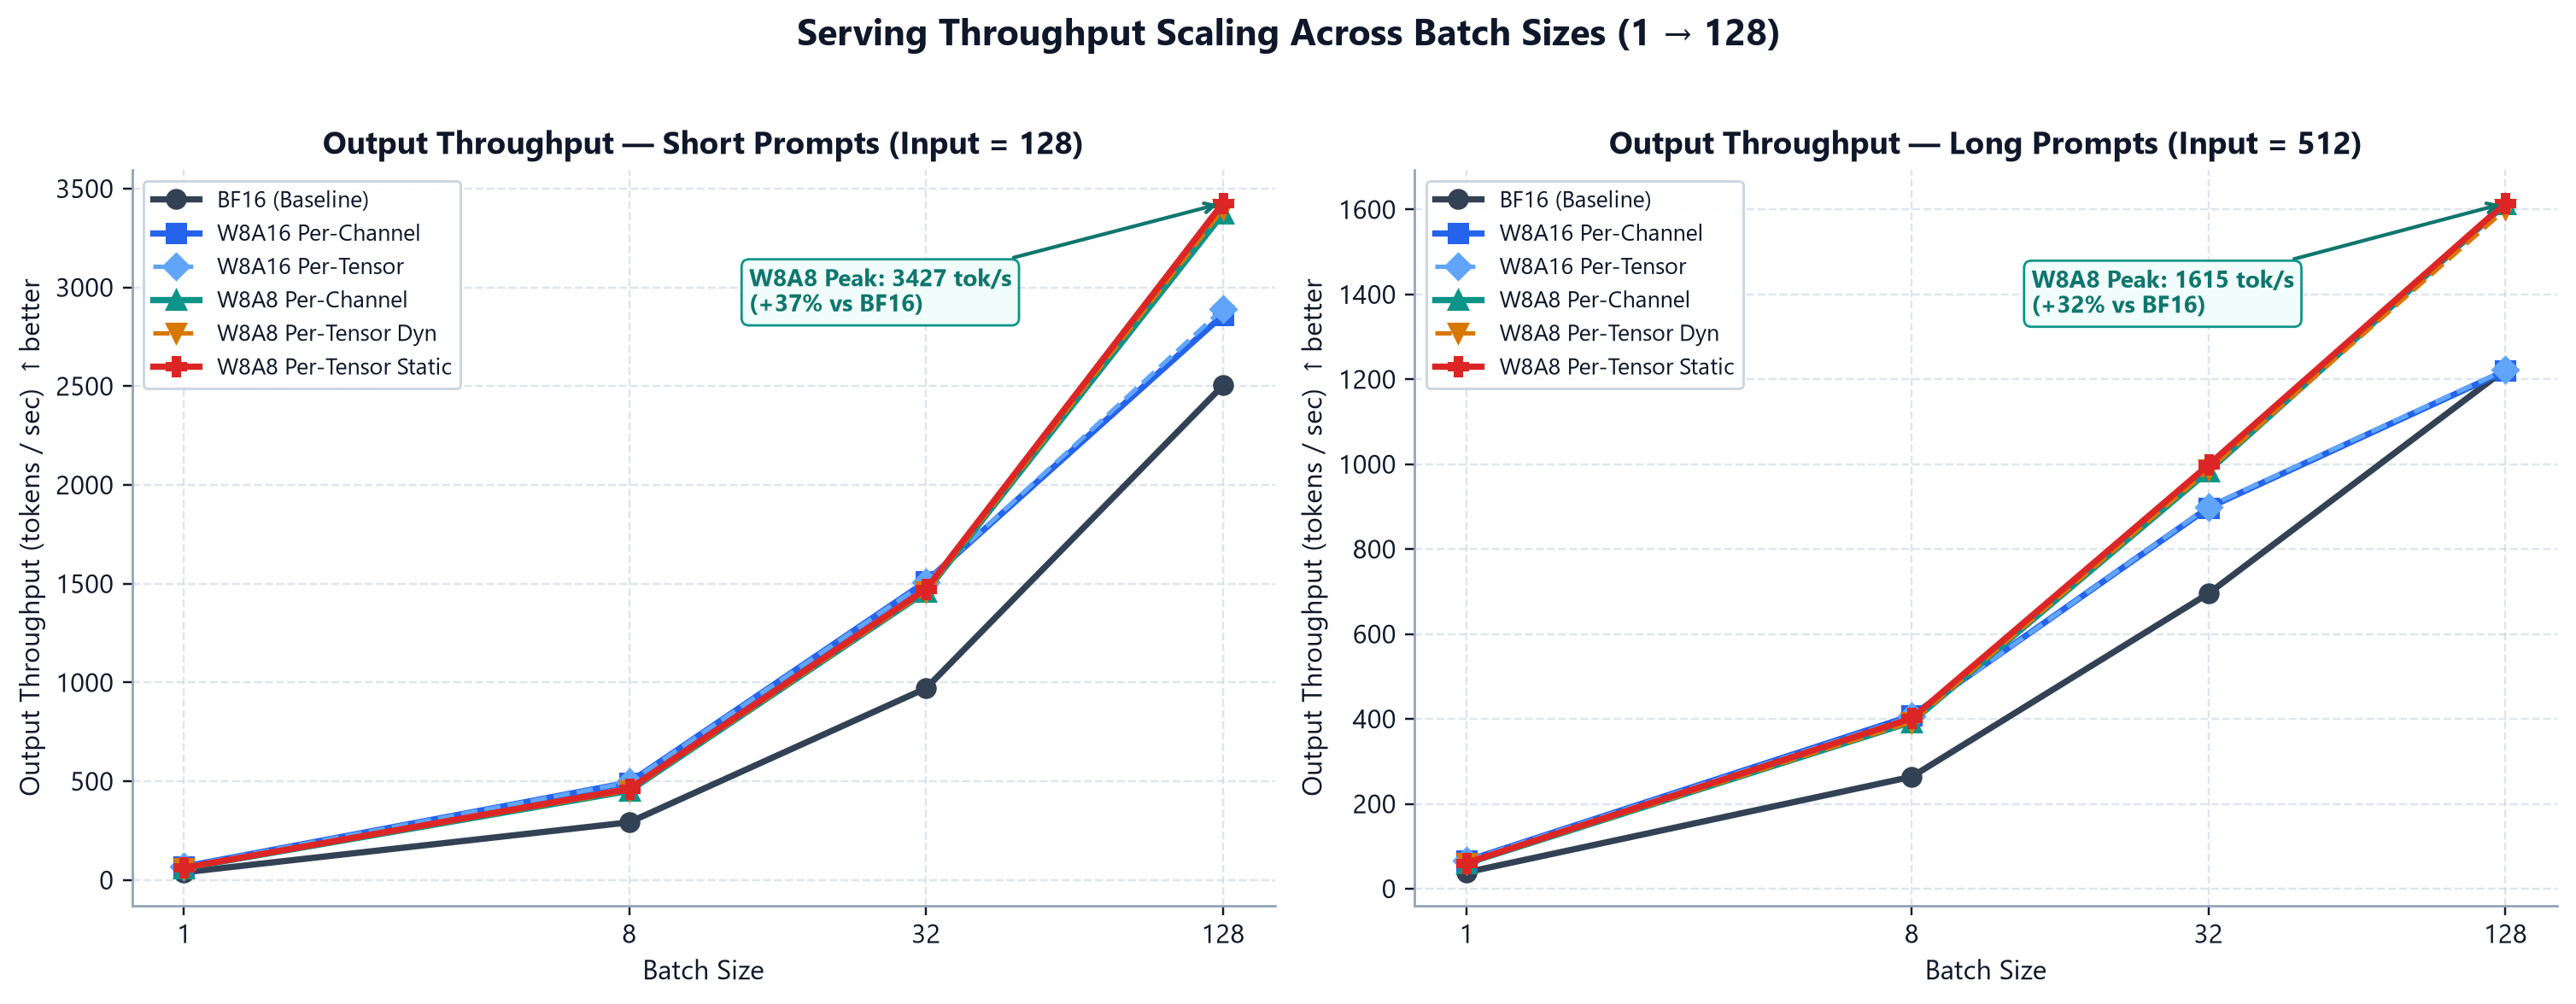 Serving Throughput Scaling Across Batch Sizes (1 → 128)
Output Throughput — Short Prompts (Input = 128)
Output Throughput (tokens / sec) ↑ better
3500
3000
2500
2000
1500
1000
500
0
BF16 (Baseline)
W8A16 Per-Channel
W8A16 Per-Tensor
W8A8 Per-Channel
W8A8 Per-Tensor Dyn
W8A8 Per-Tensor Static
W8A8 Peak: 3427 tok/s
(+37% vs BF16)
1
8
32
128
Batch Size
Output Throughput — Long Prompts (Input = 512)
Output Throughput (tokens / sec) ↑ better
1600
1400
1200
1000
800
600
400
200
0
BF16 (Baseline)
W8A16 Per-Channel
W8A16 Per-Tensor
W8A8 Per-Channel
W8A8 Per-Tensor Dyn
W8A8 Per-Tensor Static
W8A8 Peak: 1615 tok/s
(+32% vs BF16)
1
8
32
128
Batch Size